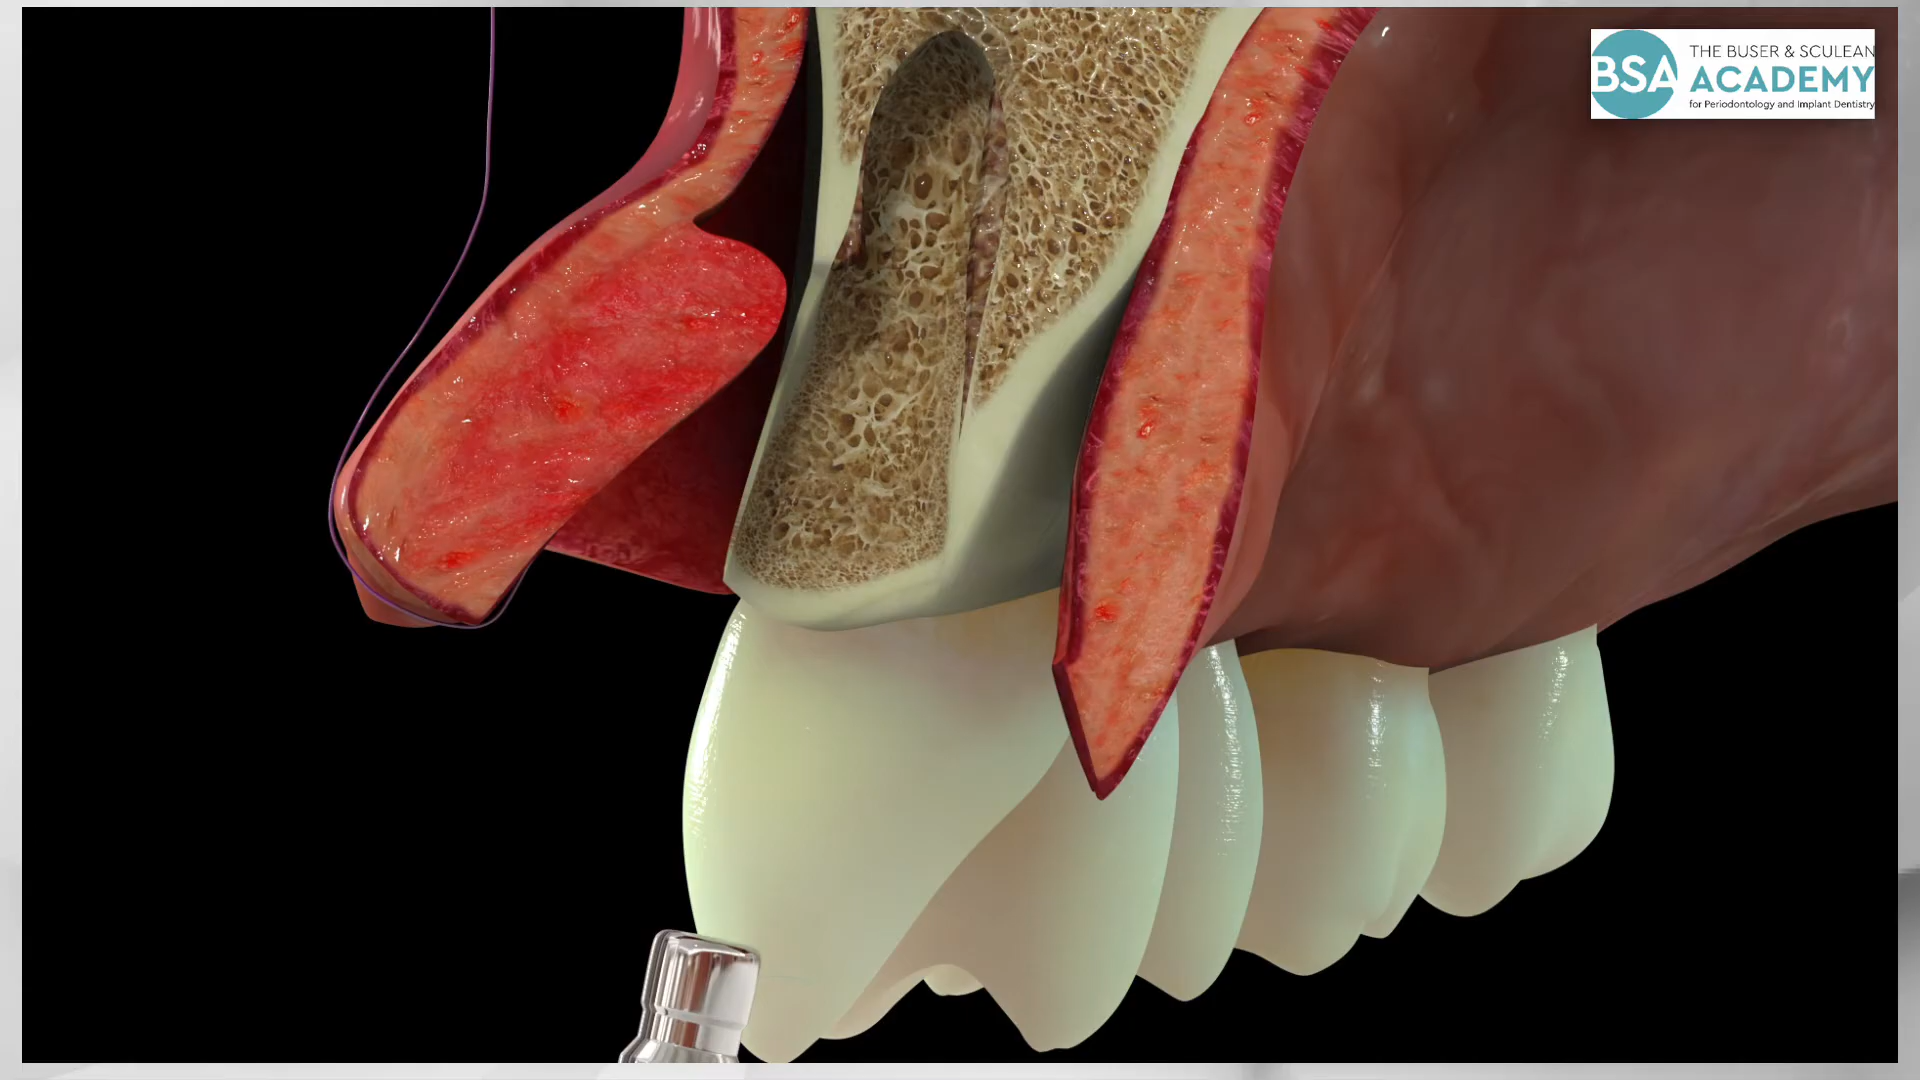 BSA
THE BUSER & SCULEAN
ACADEMY
for Periodontology and Implant Dentistry